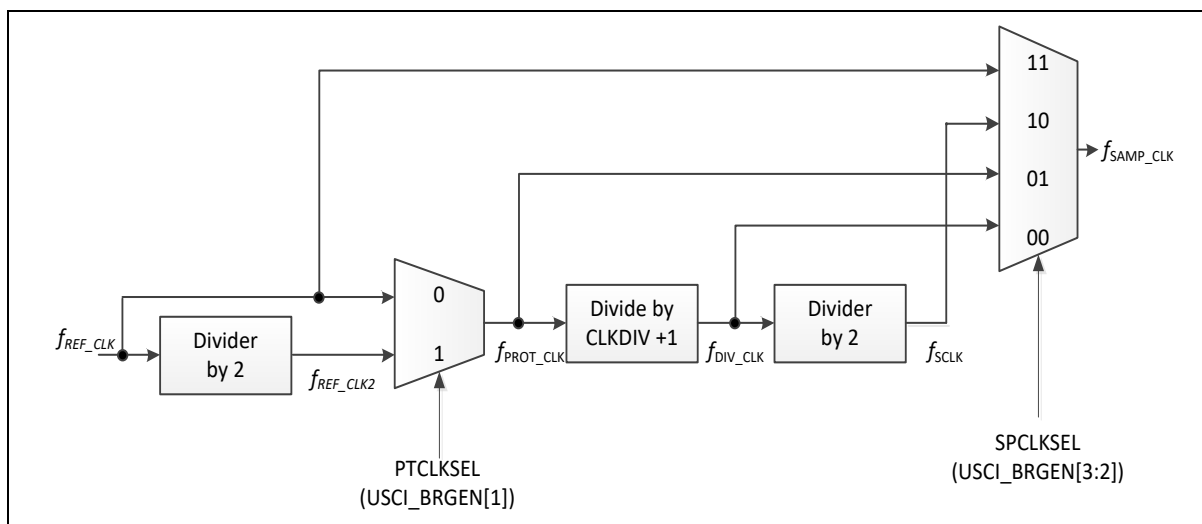 11
10
01
00
fSAMP_CLK
0
1
fREF_CLK
Divider
by 2
fREF_CLK2
fPROT_CLK
Divide by
CLKDIV +1
fDIV_CLK
Divider
by 2
fSCLK
PTCLKSEL
(USCI_BRGEN[1])
SPCLKSEL
(USCI_BRGEN[3:2])